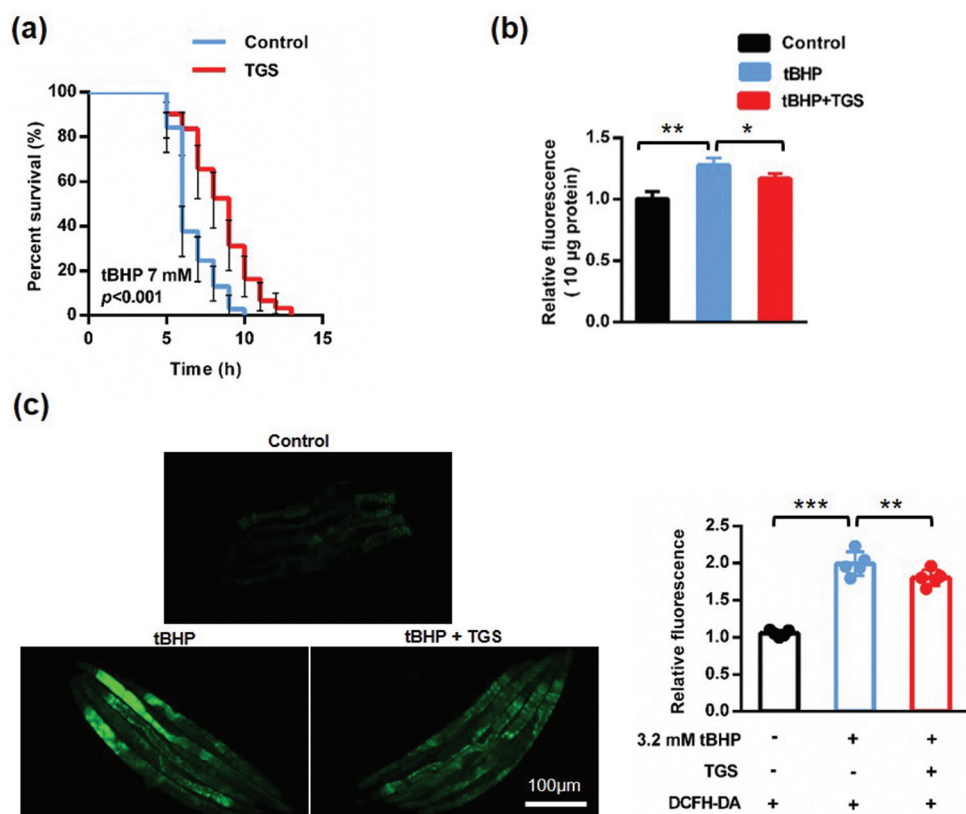 (a)
Control
TGS
Percent survival (%)
100
80
60
40
20
0
tBHP 7 mM
p<0.001
0
5
10
15
Time (h)
(b)
Control
tBHP
tBHP+TGS
Relative fluorescence
( 10 µg protein)
1.5
1.0
0.5
0.0
**
*
(c)
Control
tBHP
tBHP + TGS
100µm
Relative fluorescence
2.5
2.0
1.5
1.0
0.5
0.0
***
**
3.2 mM tBHP - + +
TGS - - +
DCFH-DA + + +